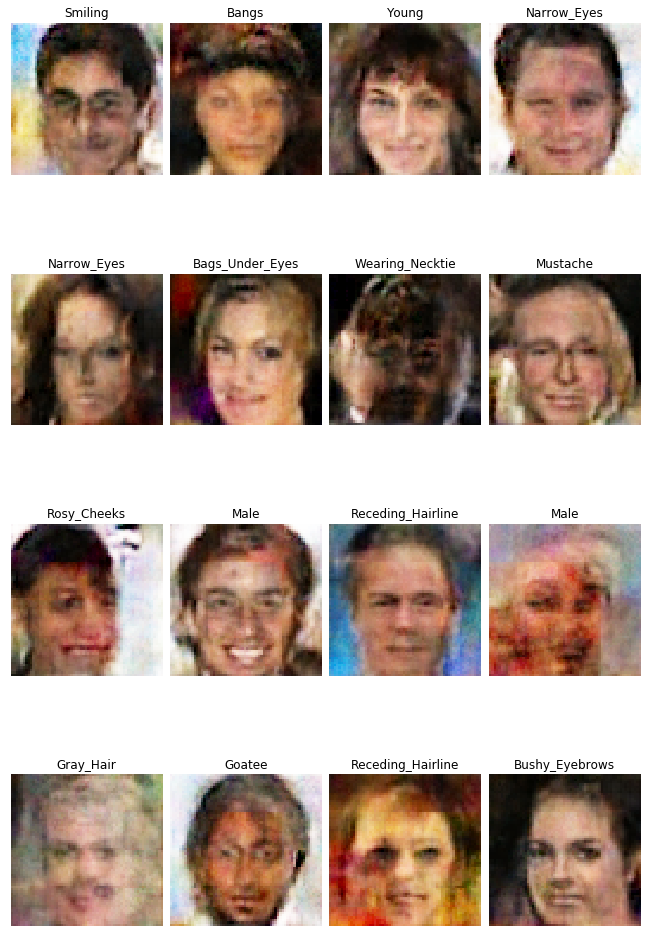 Smiling Bangs Young Narrow_Eyes
Narrow_Eyes Bags_Under_Eyes Wearing_Necktie Mustache
Rosy_Cheeks Male Receding_Hairline Male
Gray_Hair Goatee Receding_Hairline Bushy_Eyebrows